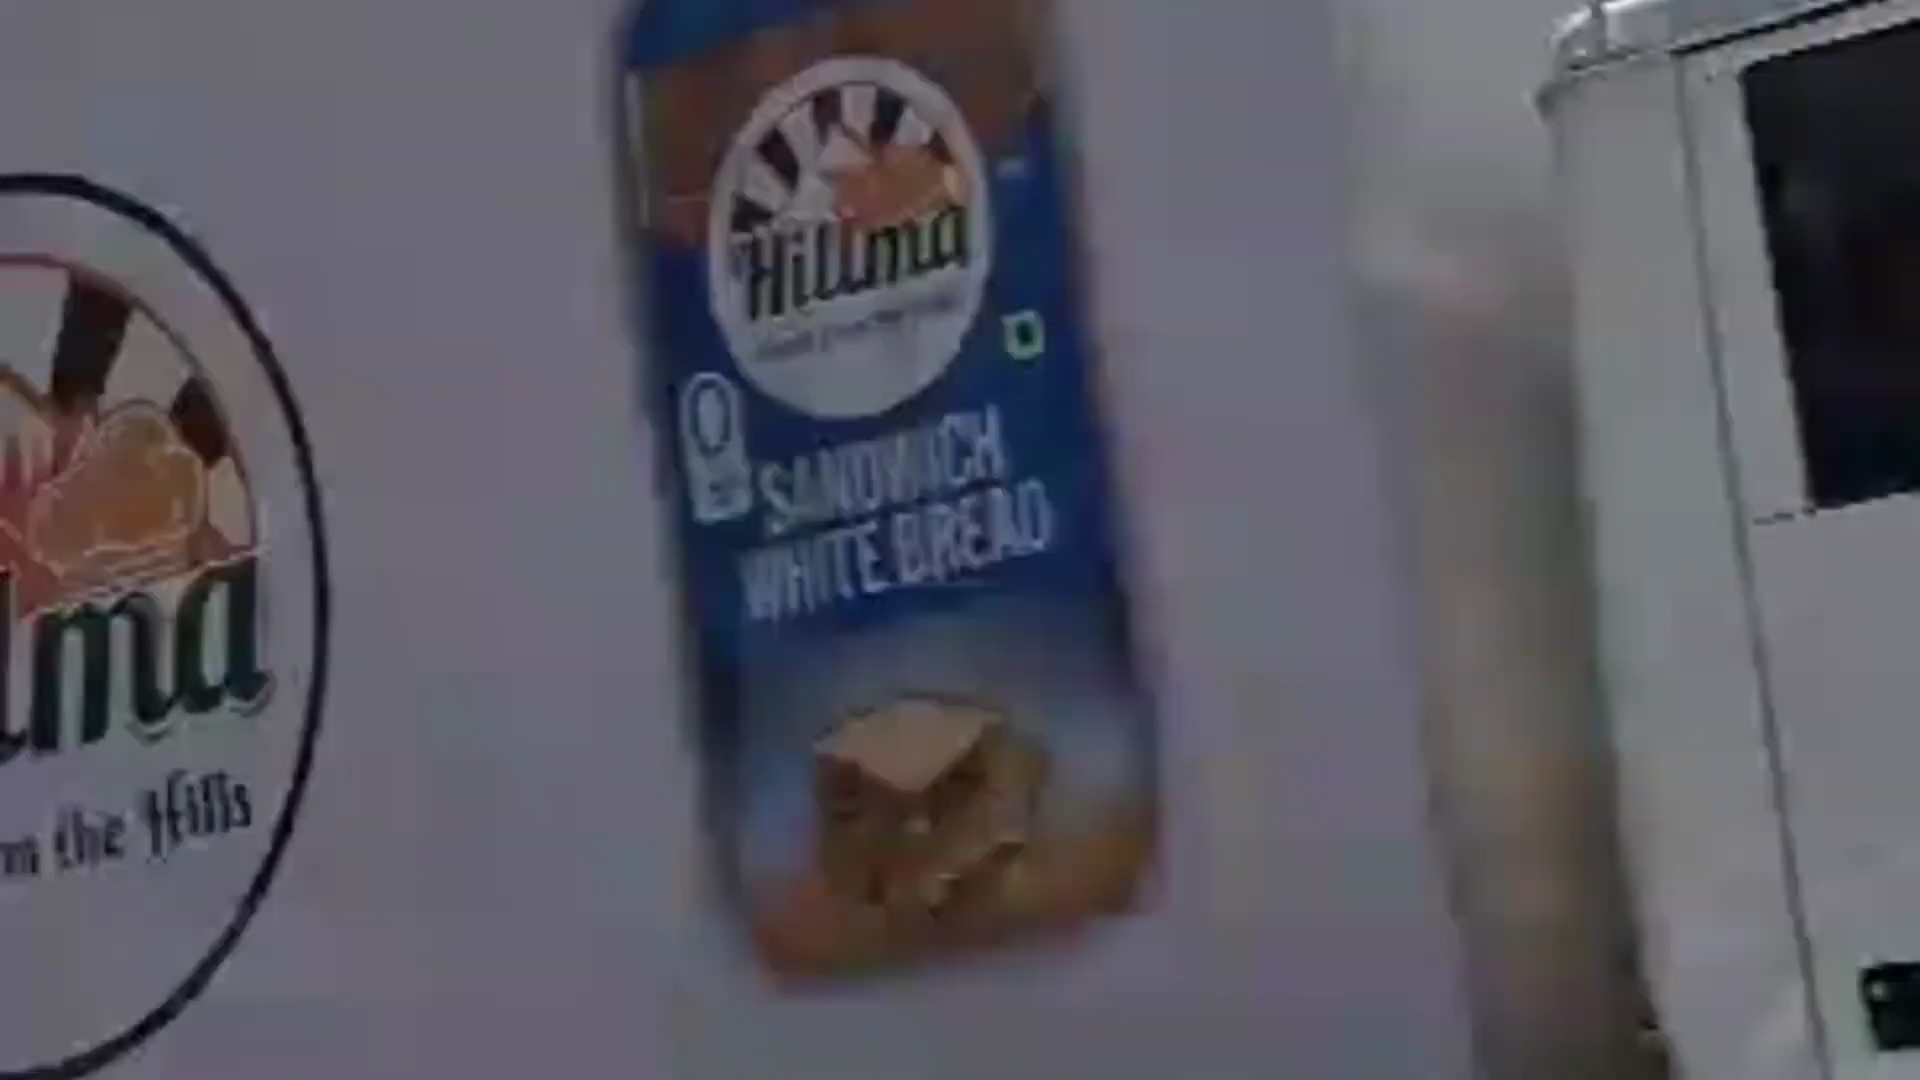 Hillma
SANDWICH
WHITE BREAD
lma
the Hills